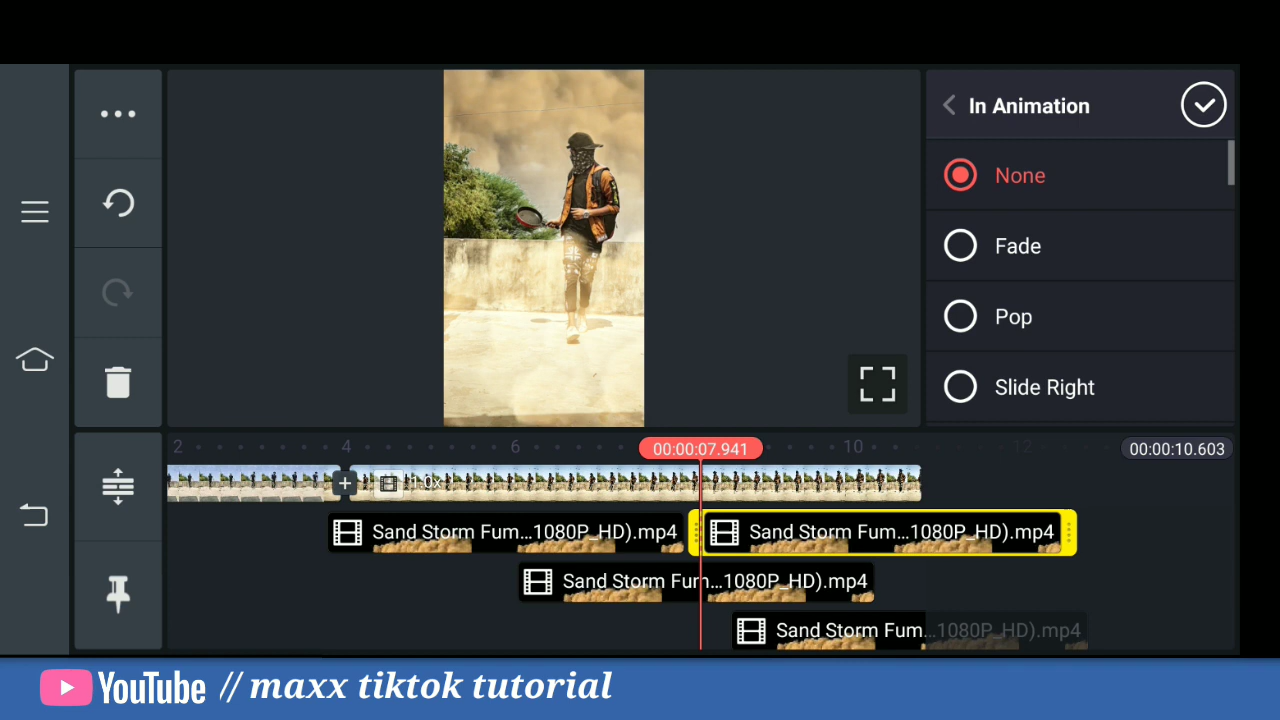 In Animation
None
Fade
Pop
Slide Right
2
4
6
00:00:07.941
10
12
00:00:10.603
1.0x
Sand Storm Fum...1080P_HD).mp4
Sand Storm Fum...1080P_HD).mp4
Sand Storm Fum...1080P_HD).mp4
Sand Storm Fum...1080P_HD).mp4
YouTube // maxx tiktok tutorial